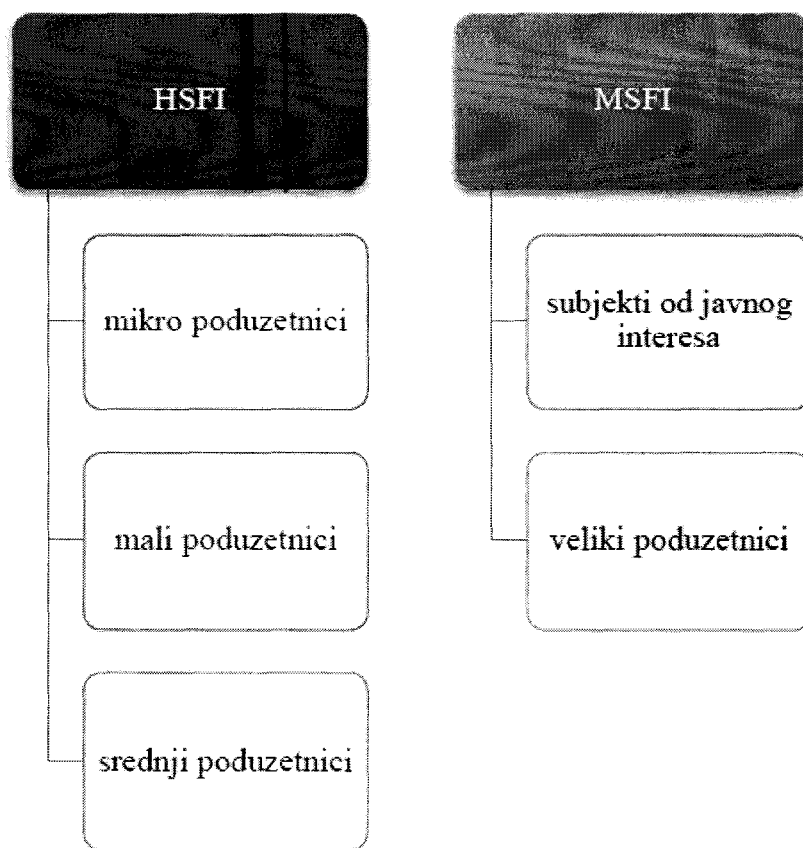 HSFI
mikro poduzetnici
mali poduzetnici
srednji poduzetnici
MSFI
subjekti od javnog
interesa
veliki poduzetnici